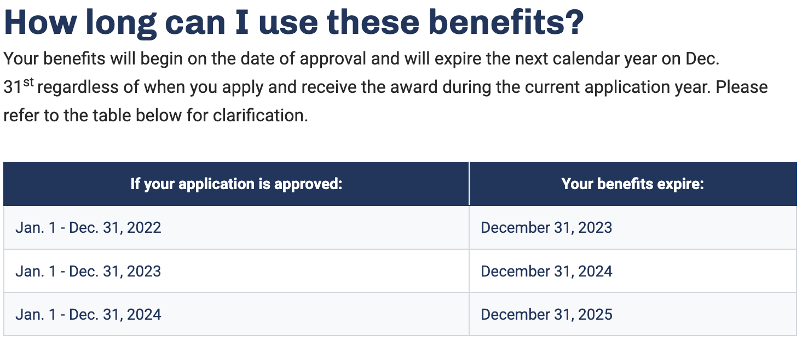 How long can I use these benefits?
Your benefits will begin on the date of approval and will expire the next calendar year on Dec.
31st regardless of when you apply and receive the award during the current application year. Please
refer to the table below for clarification.
If your application is approved: Your benefits expire:
Jan. 1 - Dec. 31, 2022 December 31, 2023
Jan. 1 - Dec. 31, 2023 December 31, 2024
Jan. 1 - Dec. 31, 2024 December 31, 2025